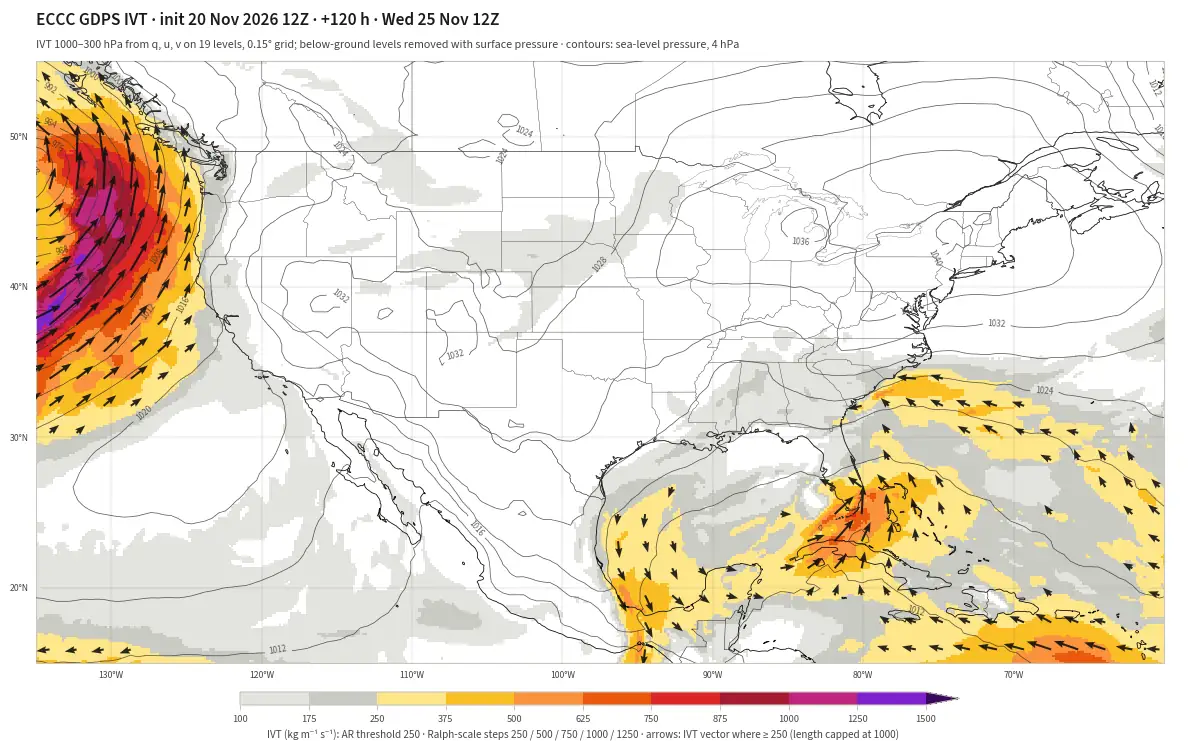 ECCC GDPS IVT · init 20 Nov 2026 12Z · +120 h · Wed 25 Nov 12Z
IVT 1000–300 hPa from q, u, v on 19 levels, 0.15° grid; below-ground levels removed with surface pressure · contours: sea-level pressure, 4 hPa
1012
992
1024
1024
984
50°N
1024
1036
1040
968
1028
40°N
1032
1016
1032
1032
1024
1020
30°N
1016
20°N
1012
1012
130°W 120°W 110°W 100°W 90°W 80°W 70°W
100 175 250 375 500 625 750 875 1000 1250 1500
IVT (kg m⁻¹ s⁻¹): AR threshold 250 · Ralph-scale steps 250 / 500 / 750 / 1000 / 1250 · arrows: IVT vector where ≥ 250 (length capped at 1000)